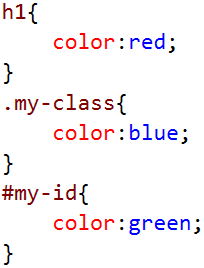 h1{
    color:red;
}
.my-class{
    color:blue;
}
#my-id{
    color:green;
}